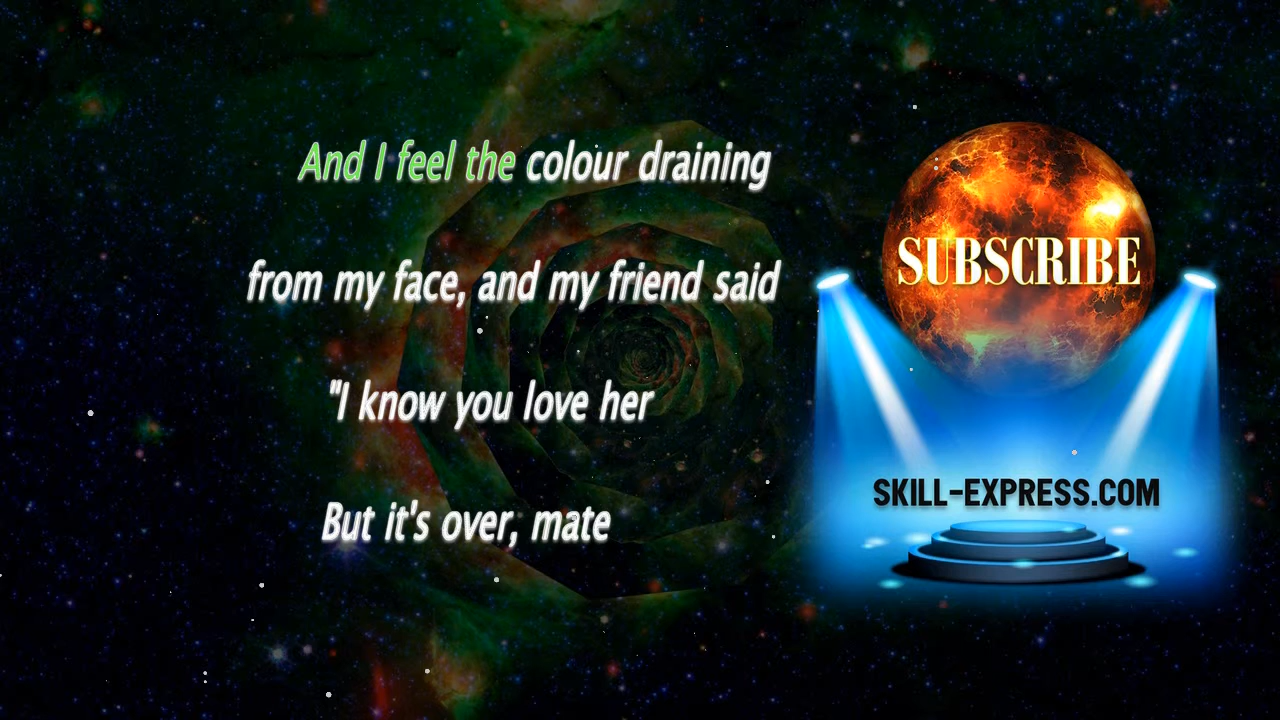 And I feel the colour draining
from my face, and my friend said
"I know you love her
But it's over, mate
SUBSCRIBE
SKILL-EXPRESS.COM